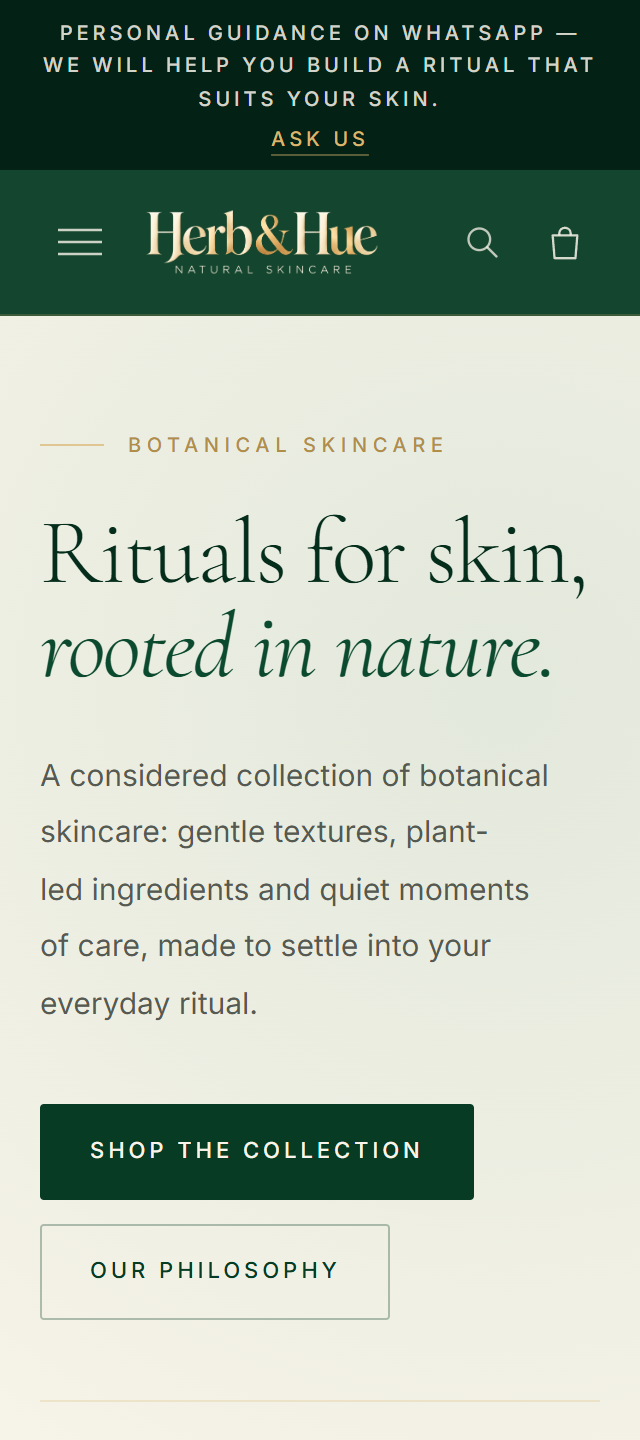 PERSONAL GUIDANCE ON WHATSAPP —
WE WILL HELP YOU BUILD A RITUAL THAT
SUITS YOUR SKIN.
ASK US
Herb&Hue
NATURAL SKINCARE
BOTANICAL SKINCARE
Rituals for skin,
rooted in nature.
A considered collection of botanical
skincare: gentle textures, plant-
led ingredients and quiet moments
of care, made to settle into your
everyday ritual.
SHOP THE COLLECTION
OUR PHILOSOPHY